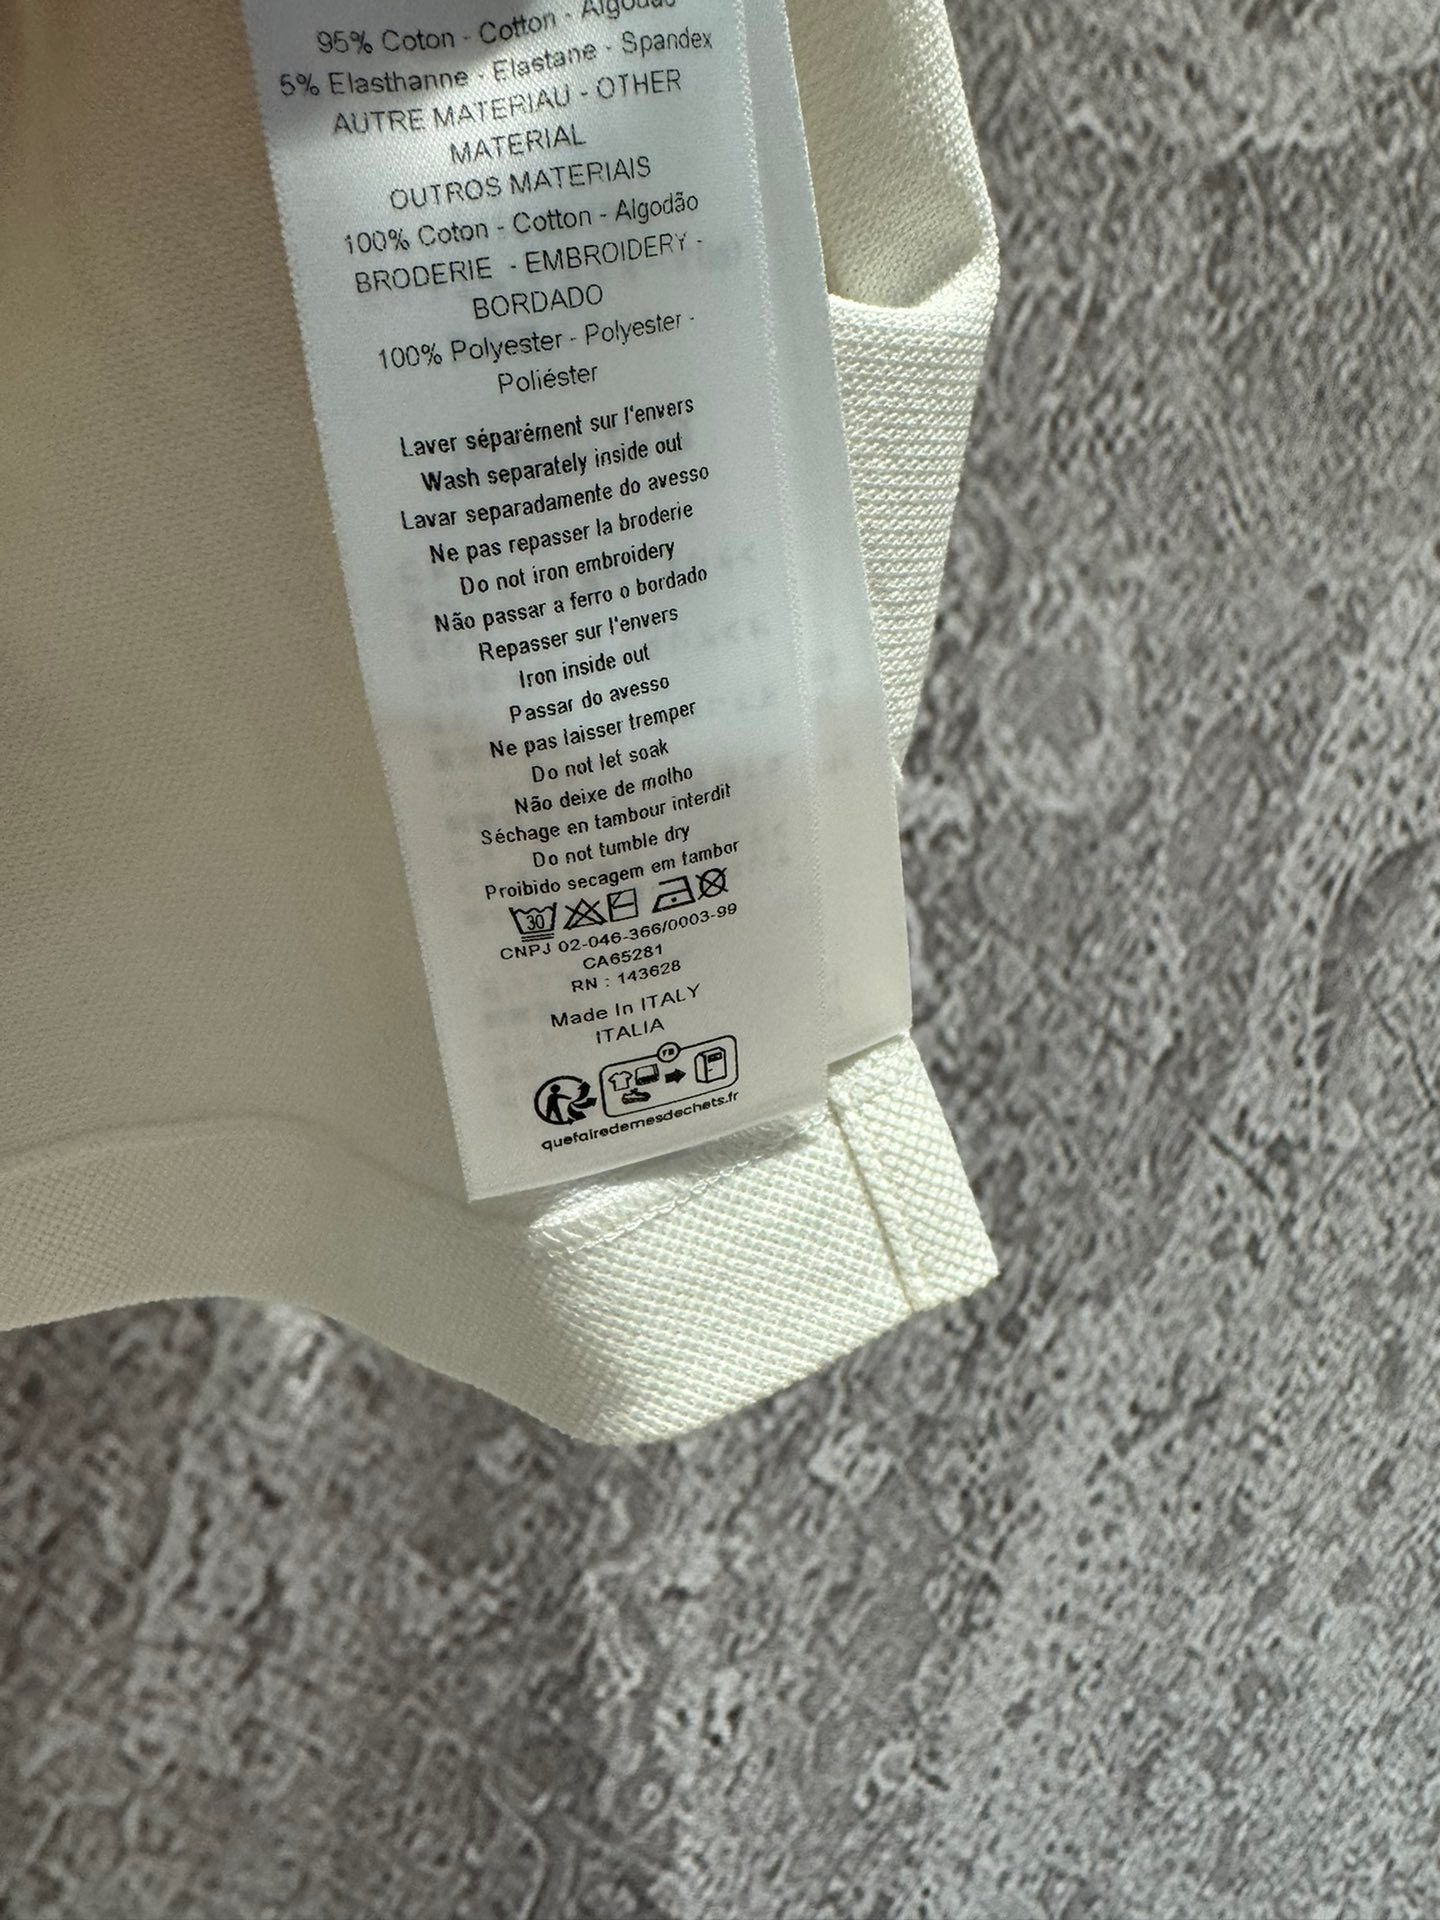 95% Coton - Cotton - Algodão
5% Elasthanne - Elastane - Spandex
AUTRE MATERIAU - OTHER
MATERIAL
OUTROS MATERIAIS
100% Coton - Cotton - Algodão
BRODERIE - EMBROIDERY -
BORDADO
100% Polyester - Polyester -
Poliéster
Laver séparément sur l'envers
Wash separately inside out
Lavar separadamente do avesso
Ne pas repasser la broderie
Do not iron embroidery
Não passar a ferro o bordado
Repasser sur l'envers
Iron inside out
Passar do avesso
Ne pas laisser tremper
Do not let soak
Não deixe de molho
Séchage en tambour interdit
Do not tumble dry
Proibido secagem em tambor
30
CNPJ 02-046-366/0003-99
CA65281
RN : 143628
Made In ITALY
ITALIA
quefairedemesdechets.fr